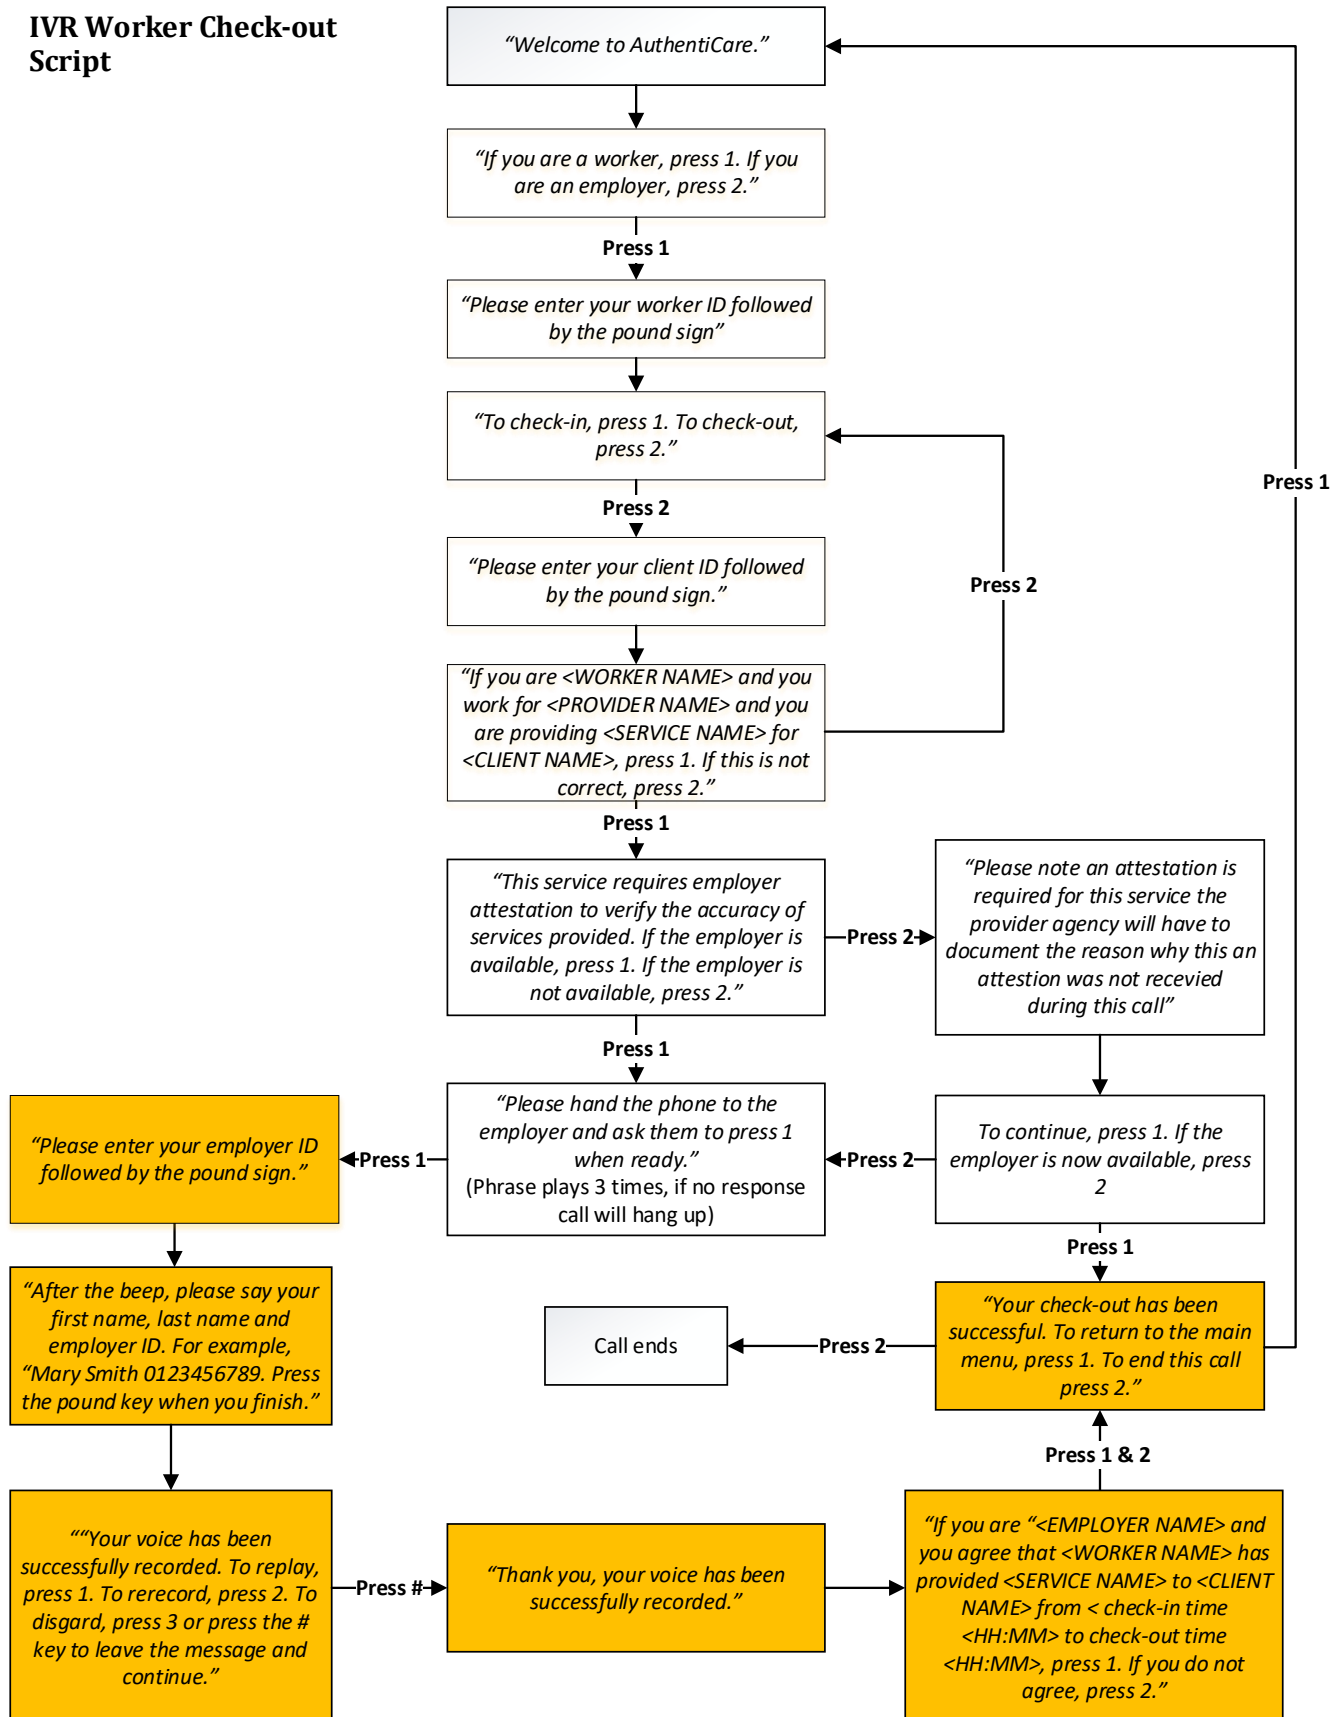 IVR Worker Check-out
Script
“Welcome to AuthentiCare.”
“If you are a worker, press 1. If you
are an employer, press 2.”
Press 1
“Please enter your worker ID followed
by the pound sign”
“To check-in, press 1. To check-out,
press 2.”
Press 1
Press 2
“Please enter your client ID followed
by the pound sign.”
Press 2
“If you are <WORKER NAME> and you
work for <PROVIDER NAME> and you
are providing <SERVICE NAME> for
<CLIENT NAME>, press 1. If this is not
correct, press 2.”
Press 1
“This service requires employer
attestation to verify the accuracy of
services provided. If the employer is
available, press 1. If the employer is
not available, press 2.”
Press 2
“Please note an attestation is
required for this service the
provider agency will have to
document the reason why this an
attestion was not recevied
during this call”
Press 1
“Please enter your employer ID
followed by the pound sign.”
Press 1
“Please hand the phone to the
employer and ask them to press 1
when ready.”
(Phrase plays 3 times, if no response
call will hang up)
Press 2
To continue, press 1. If the
employer is now available, press
2
Press 1
“After the beep, please say your
first name, last name and
employer ID. For example,
“Mary Smith 0123456789. Press
the pound key when you finish.”
Call ends
Press 2
“Your check-out has been
successful. To return to the main
menu, press 1. To end this call
press 2.”
Press 1 & 2
““Your voice has been
successfully recorded. To replay,
press 1. To rerecord, press 2. To
disgard, press 3 or press the #
key to leave the message and
continue.”
Press #
“Thank you, your voice has been
successfully recorded.”
“If you are “<EMPLOYER NAME> and
you agree that <WORKER NAME> has
provided <SERVICE NAME> to <CLIENT
NAME> from < check-in time
<HH:MM> to check-out time
<HH:MM>, press 1. If you do not
agree, press 2.”